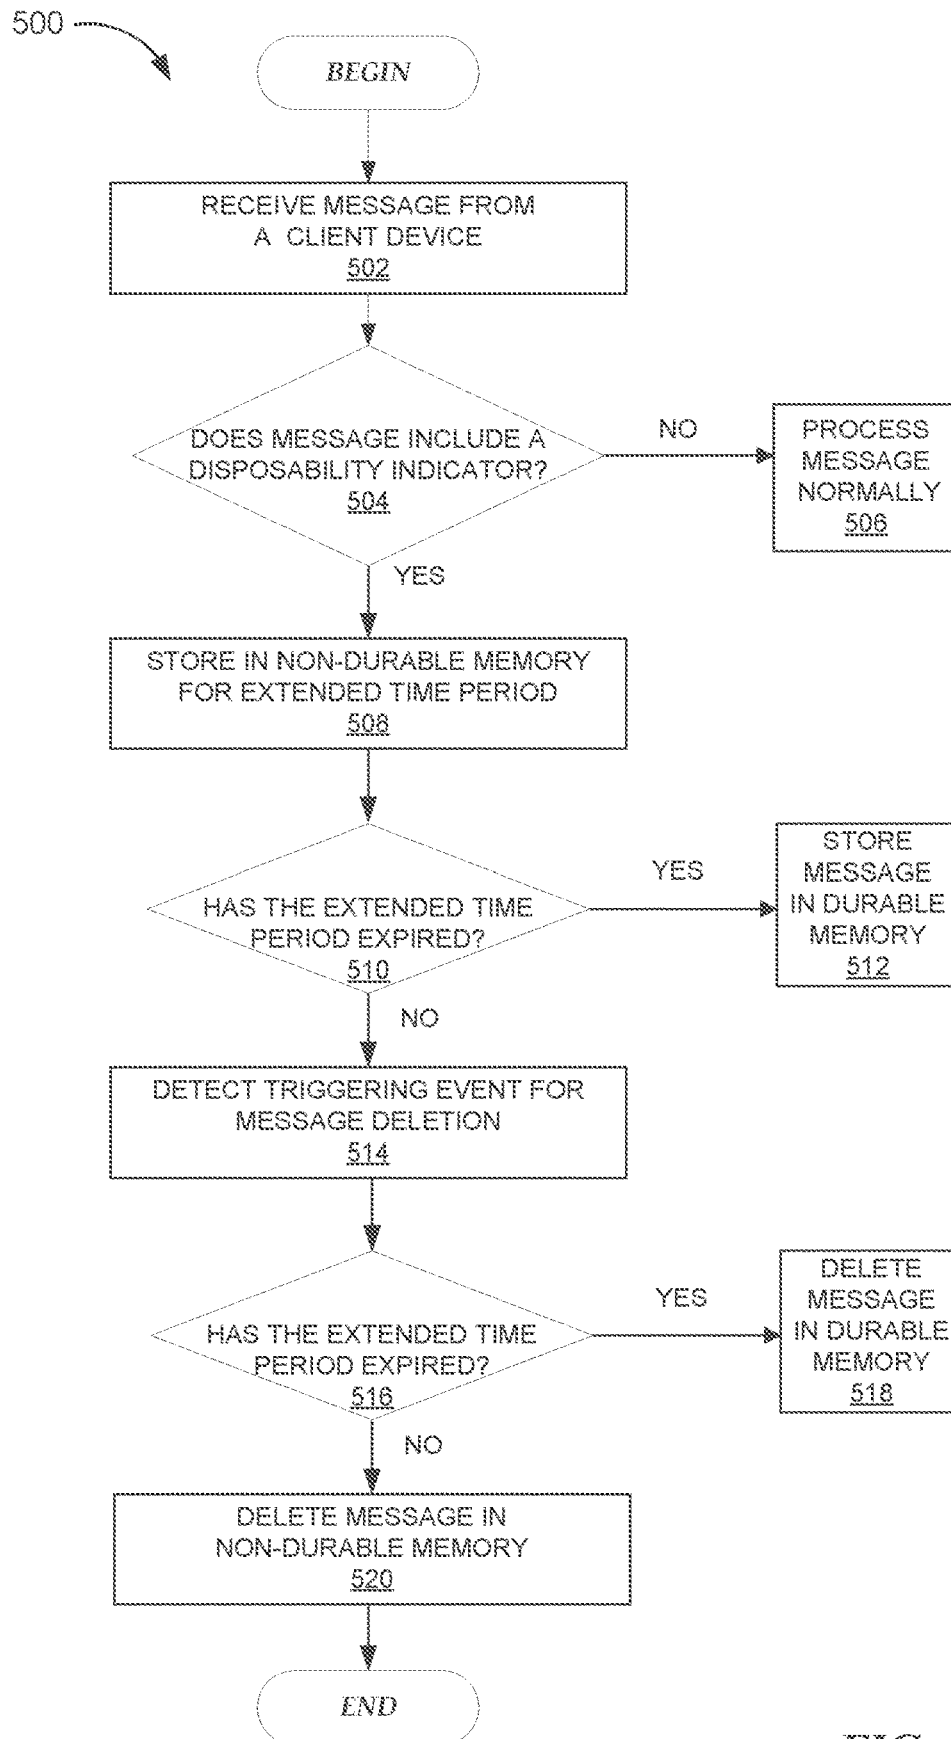 500
BEGIN
RECEIVE MESSAGE FROM
A CLIENT DEVICE
502
DOES MESSAGE INCLUDE A
DISPOSABILITY INDICATOR?
504
NO
PROCESS
MESSAGE
NORMALLY
506
YES
STORE IN NON-DURABLE MEMORY
FOR EXTENDED TIME PERIOD
508
HAS THE EXTENDED TIME
PERIOD EXPIRED?
510
YES
STORE
MESSAGE
IN DURABLE
MEMORY
512
NO
DETECT TRIGGERING EVENT FOR
MESSAGE DELETION
514
HAS THE EXTENDED TIME
PERIOD EXPIRED?
516
YES
DELETE
MESSAGE
IN DURABLE
MEMORY
518
NO
DELETE MESSAGE IN
NON-DURABLE MEMORY
520
END